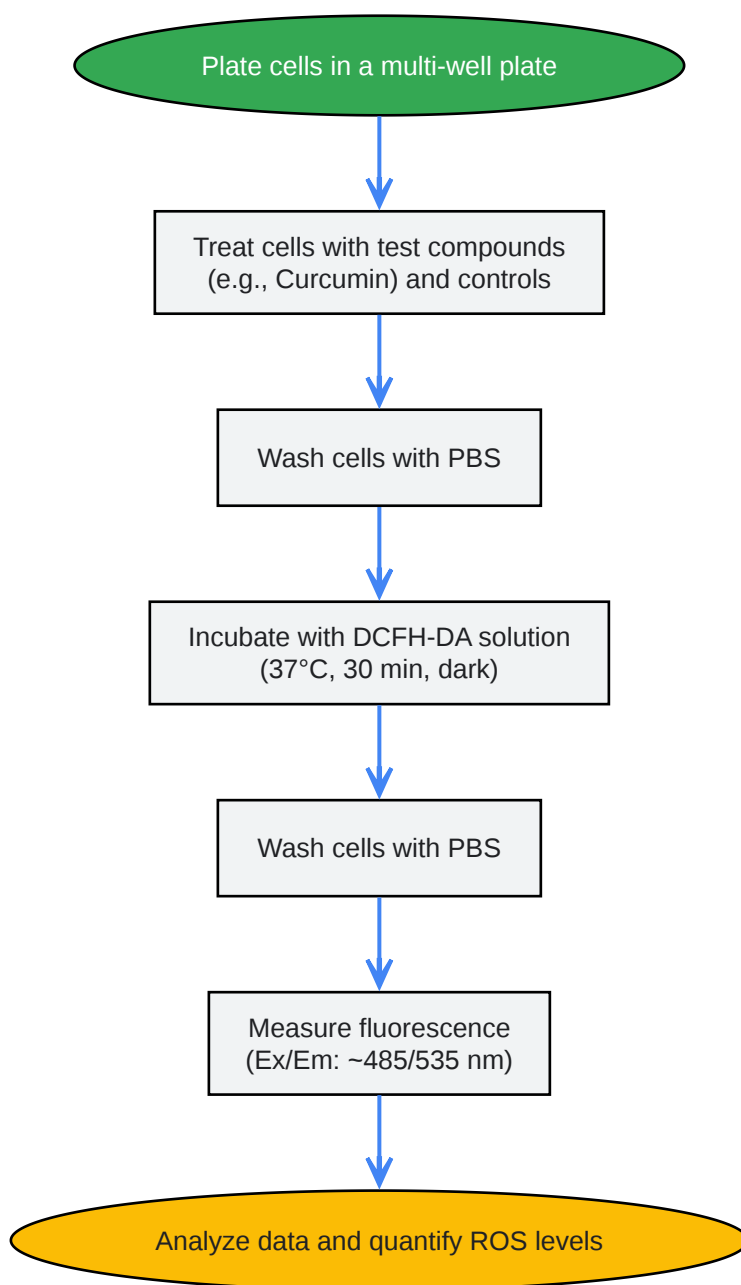 Plate cells in a multi-well plate
Treat cells with test compounds
(e.g., Curcumin) and controls
Wash cells with PBS
Incubate with DCFH-DA solution
(37°C, 30 min, dark)
Wash cells with PBS
Measure fluorescence
(Ex/Em: ~485/535 nm)
Analyze data and quantify ROS levels